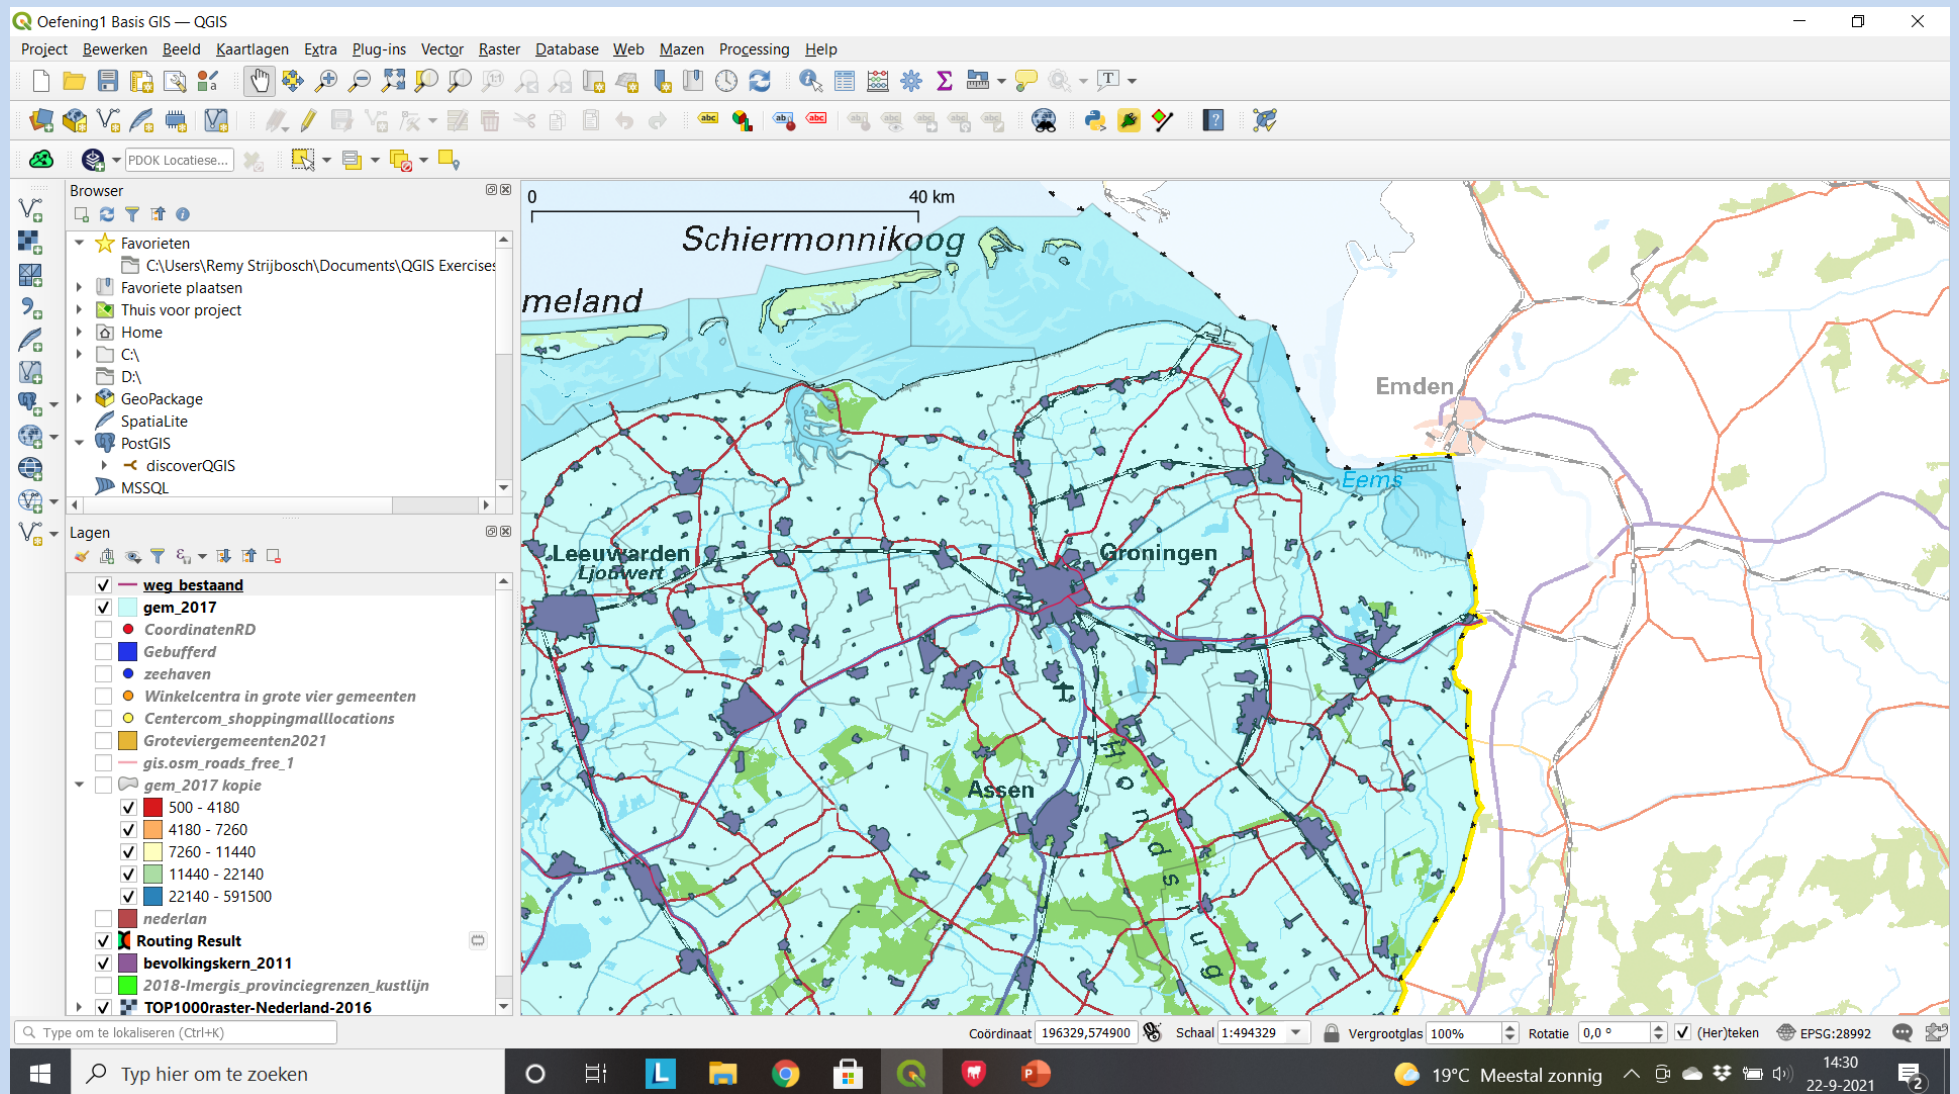 Oefening1 Basis GIS — QGIS
Project Bewerken Beeld Kaartlagen Extra Plug-ins Vector Raster Database Web Mazen Processing Help
PDOK Locatiese...
Browser
Favorieten
C:\Users\Remy Strijbosch\Documents\QGIS Exercises
Favoriete plaatsen
Thuis voor project
Home
C:\
D:\
GeoPackage
SpatiaLite
PostGIS
discoverQGIS
MSSQL
Lagen
weg_bestaand
gem_2017
CoordinatenRD
Gebufferd
zeehaven
Winkelcentra in grote vier gemeenten
Centercom_shoppingmalllocations
Groteviergemeenten2021
gis.osm_roads_free_1
gem_2017 kopie
500 - 4180
4180 - 7260
7260 - 11440
11440 - 22140
22140 - 591500
nederlan
Routing Result
bevolkingskern_2011
2018-Imergis_provinciegrenzen_kustlijn
TOP1000raster-Nederland-2016
0 40 km
Schiermonnikoog
meland
Emden
Eems
Leeuwarden
Ljouwert
Groningen
Assen
Hondsrug
Type om te lokaliseren (Ctrl+K)
Coördinaat 196329,574900 Schaal 1:494329 Vergrootglas 100% Rotatie 0,0 ° (Her)teken EPSG:28992
Typ hier om te zoeken
19°C Meestal zonnig
14:30
22-9-2021
2